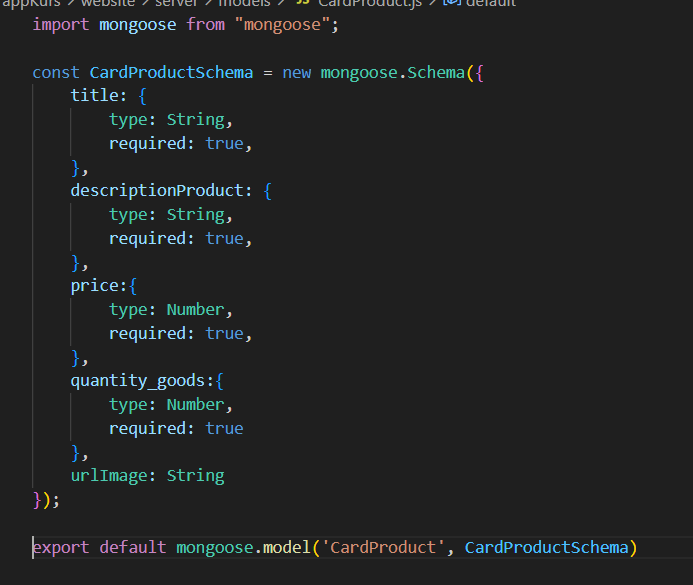 appKurs > website > server > models > JS CardProduct.js > default
import mongoose from "mongoose";
const CardProductSchema = new mongoose.Schema({
title: {
type: String,
required: true,
},
descriptionProduct: {
type: String,
required: true,
},
price:{
type: Number,
required: true,
},
quantity_goods:{
type: Number,
required: true
},
urlImage: String
});
export default mongoose.model('CardProduct', CardProductSchema)